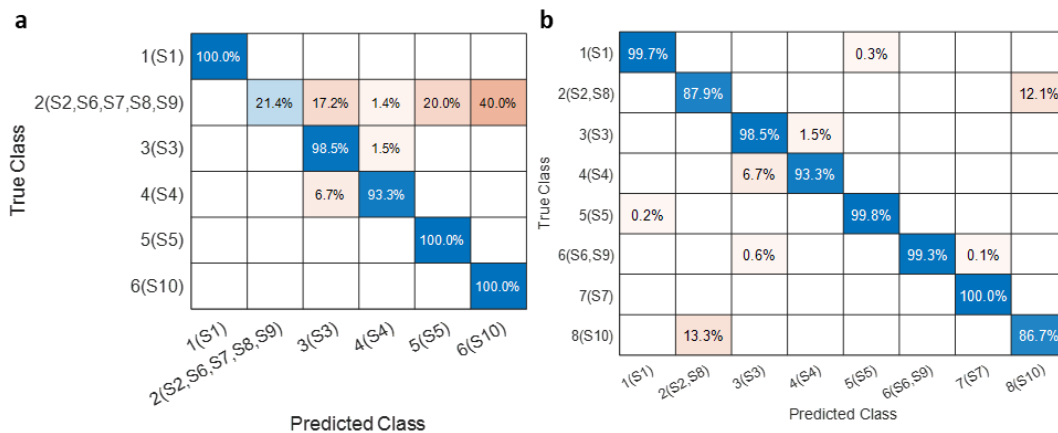 a
True Class
1(S1)
100.0%
2(S2,S6,S7,S8,S9)
21.4% 17.2% 1.4% 20.0% 40.0%
3(S3)
98.5% 1.5%
4(S4)
6.7% 93.3%
5(S5)
100.0%
6(S10)
100.0%
1(S1)
2(S2,S6,S7,S8,S9)
3(S3)
4(S4)
5(S5)
6(S10)
Predicted Class
b
True Class
1(S1)
99.7% 0.3%
2(S2,S8)
87.9% 12.1%
3(S3)
98.5% 1.5%
4(S4)
6.7% 93.3%
5(S5)
0.2% 99.8%
6(S6,S9)
0.6% 99.3% 0.1%
7(S7)
100.0%
8(S10)
13.3% 86.7%
1(S1)
2(S2,S8)
3(S3)
4(S4)
5(S5)
6(S6,S9)
7(S7)
8(S10)
Predicted Class